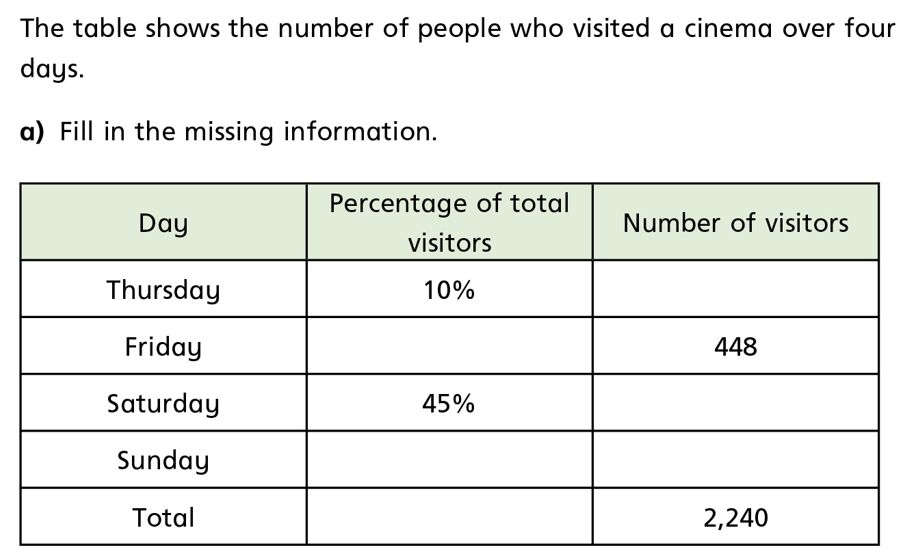 The table shows the number of people who visited a cinema over four
days.
a) Fill in the missing information.
Day Percentage of total visitors Number of visitors
Thursday 10%
Friday 448
Saturday 45%
Sunday
Total 2,240